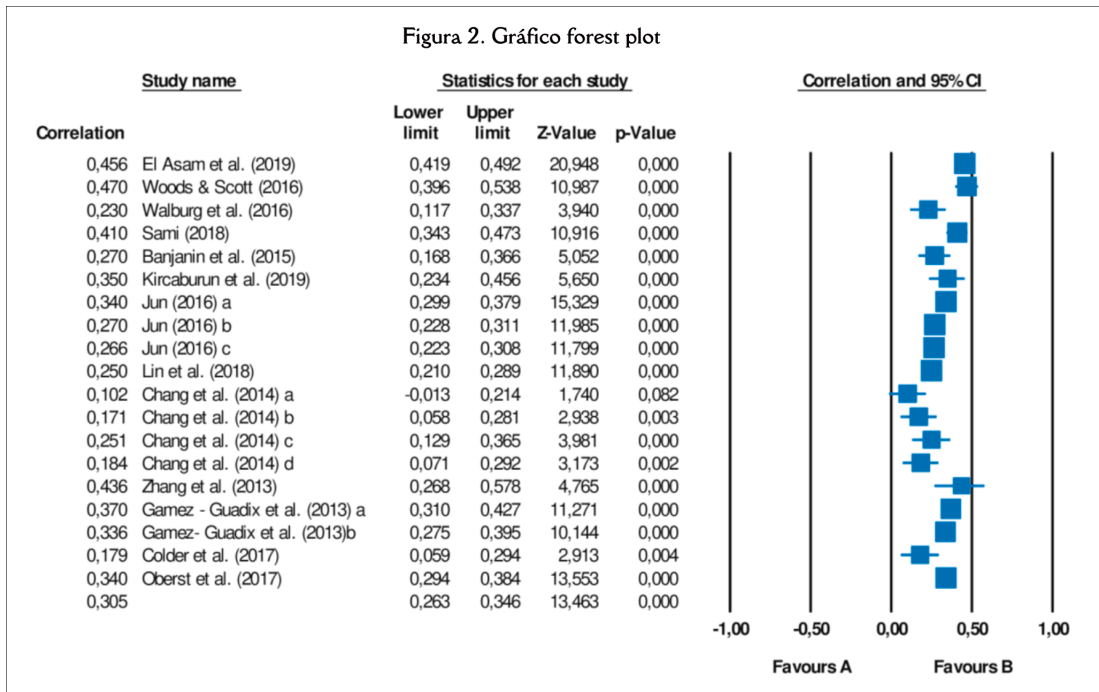 Figura 2. Gráfico forest plot
Study name Statistics for each study Correlation and 95% CI
Correlation Lower limit Upper limit Z-Value p-Value
0,456 El Asam et al. (2019) 0,419 0,492 20,948 0,000
0,470 Woods & Scott (2016) 0,396 0,538 10,987 0,000
0,230 Walburg et al. (2016) 0,117 0,337 3,940 0,000
0,410 Sami (2018) 0,343 0,473 10,916 0,000
0,270 Banjanin et al. (2015) 0,168 0,366 5,052 0,000
0,350 Kircaburun et al. (2019) 0,234 0,456 5,650 0,000
0,340 Jun (2016) a 0,299 0,379 15,329 0,000
0,270 Jun (2016) b 0,228 0,311 11,985 0,000
0,266 Jun (2016) c 0,223 0,308 11,799 0,000
0,250 Lin et al. (2018) 0,210 0,289 11,890 0,000
0,102 Chang et al. (2014) a -0,013 0,214 1,740 0,082
0,171 Chang et al. (2014) b 0,058 0,281 2,938 0,003
0,251 Chang et al. (2014) c 0,129 0,365 3,981 0,000
0,184 Chang et al. (2014) d 0,071 0,292 3,173 0,002
0,436 Zhang et al. (2013) 0,268 0,578 4,765 0,000
0,370 Gamez - Guadix et al. (2013) a 0,310 0,427 11,271 0,000
0,336 Gamez- Guadix et al. (2013)b 0,275 0,395 10,144 0,000
0,179 Colder et al. (2017) 0,059 0,294 2,913 0,004
0,340 Oberst et al. (2017) 0,294 0,384 13,553 0,000
0,305 0,263 0,346 13,463 0,000
-1,00 -0,50 0,00 0,50 1,00
Favours A Favours B